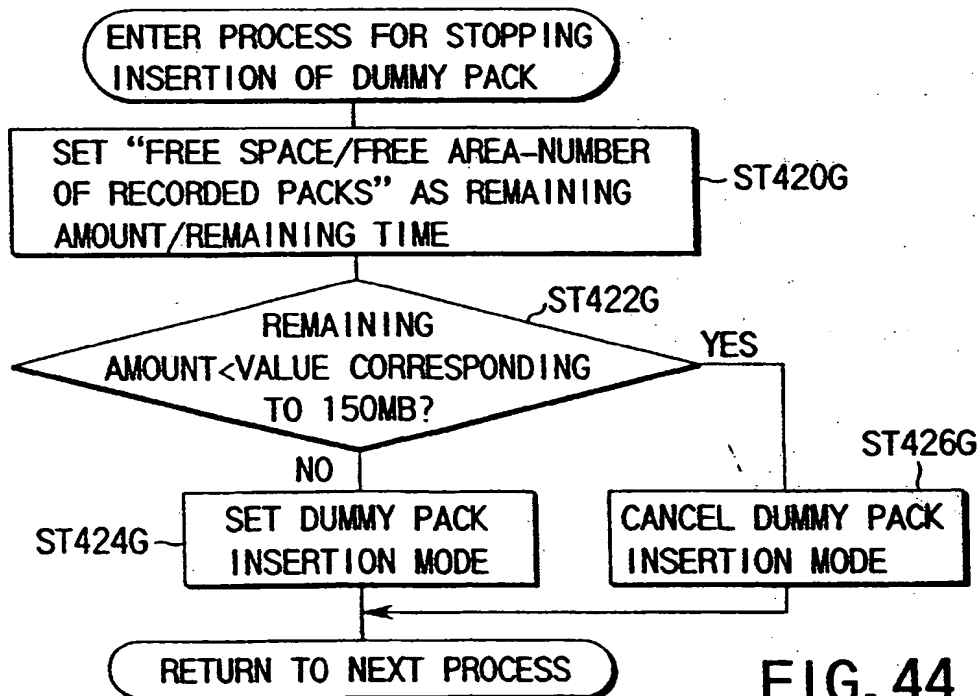 ENTER PROCESS FOR STOPPING
INSERTION OF DUMMY PACK
SET “FREE SPACE/FREE AREA-NUMBER
OF RECORDED PACKS” AS REMAINING
AMOUNT/REMAINING TIME
ST420G
ST422G
REMAINING
AMOUNT<VALUE CORRESPONDING
TO 150MB?
YES
NO
ST426G
ST424G
SET DUMMY PACK
INSERTION MODE
CANCEL DUMMY PACK
INSERTION MODE
RETURN TO NEXT PROCESS
FIG. 44